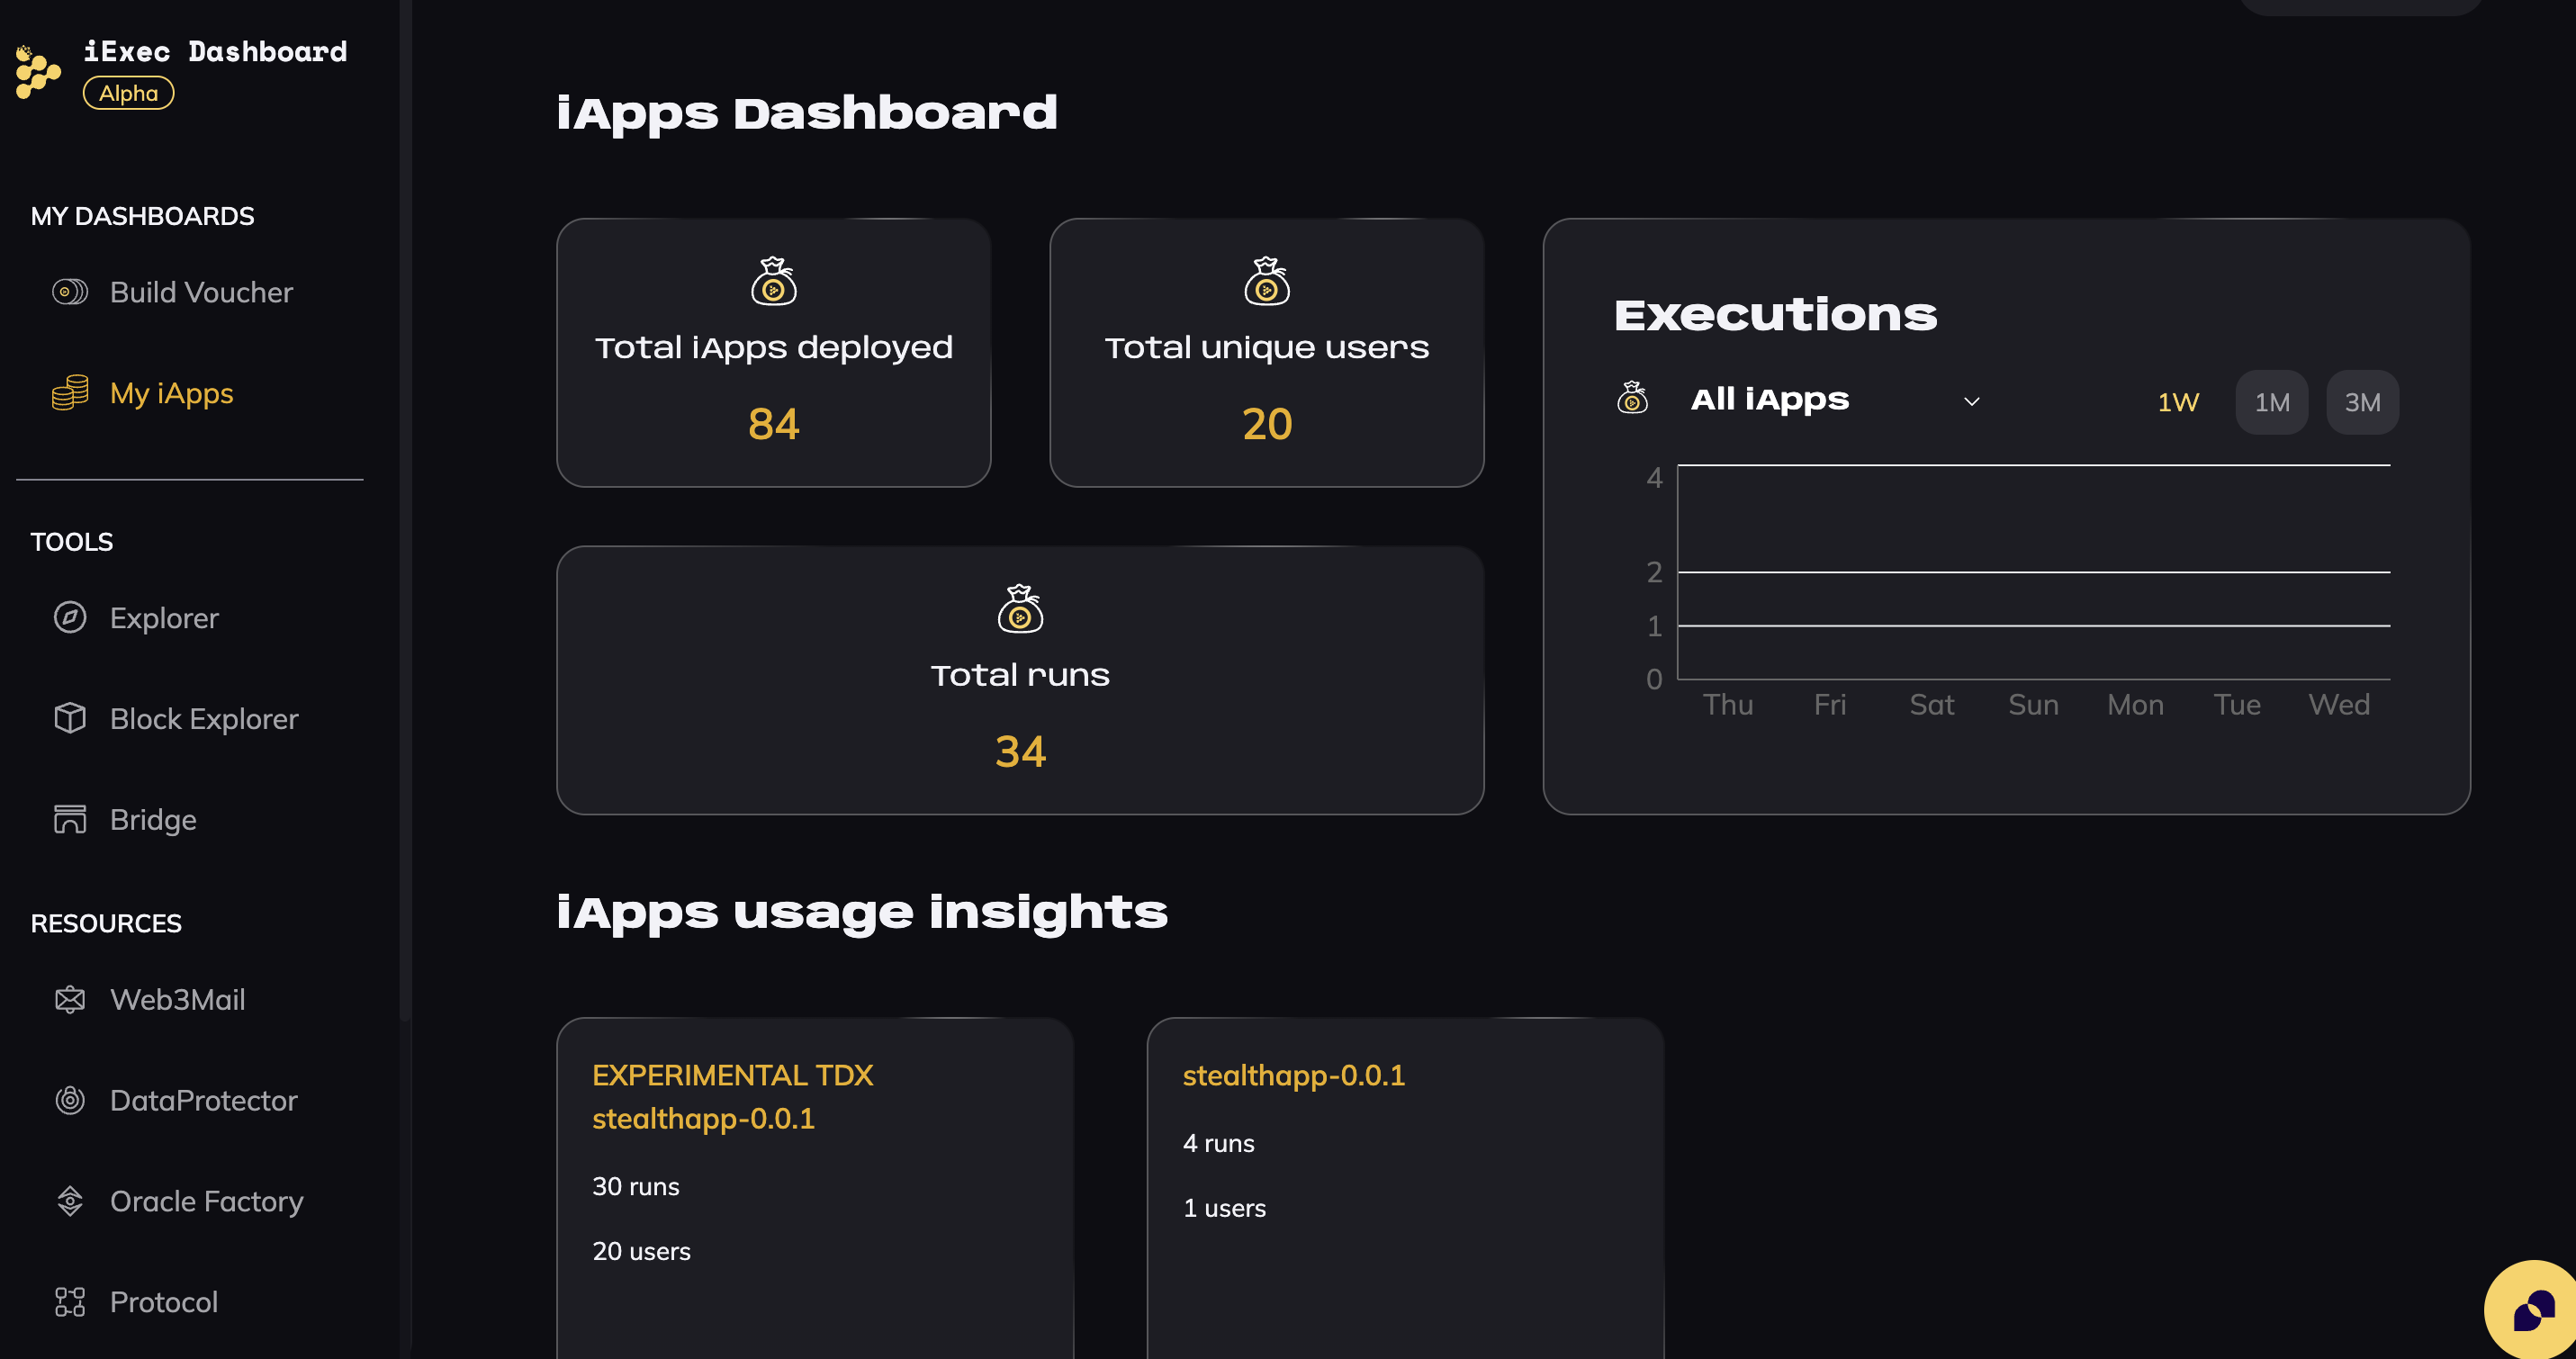 iExec Dashboard
Alpha
MY DASHBOARDS
Build Voucher
My iApps
TOOLS
Explorer
Block Explorer
Bridge
RESOURCES
Web3Mail
DataProtector
Oracle Factory
Protocol
iApps Dashboard
Total iApps deployed
84
Total unique users
20
Total runs
34
Executions
All iApps
1W 1M 3M
4
2
1
0
Thu Fri Sat Sun Mon Tue Wed
iApps usage insights
EXPERIMENTAL TDX
stealthapp-0.0.1
30 runs
20 users
stealthapp-0.0.1
4 runs
1 users